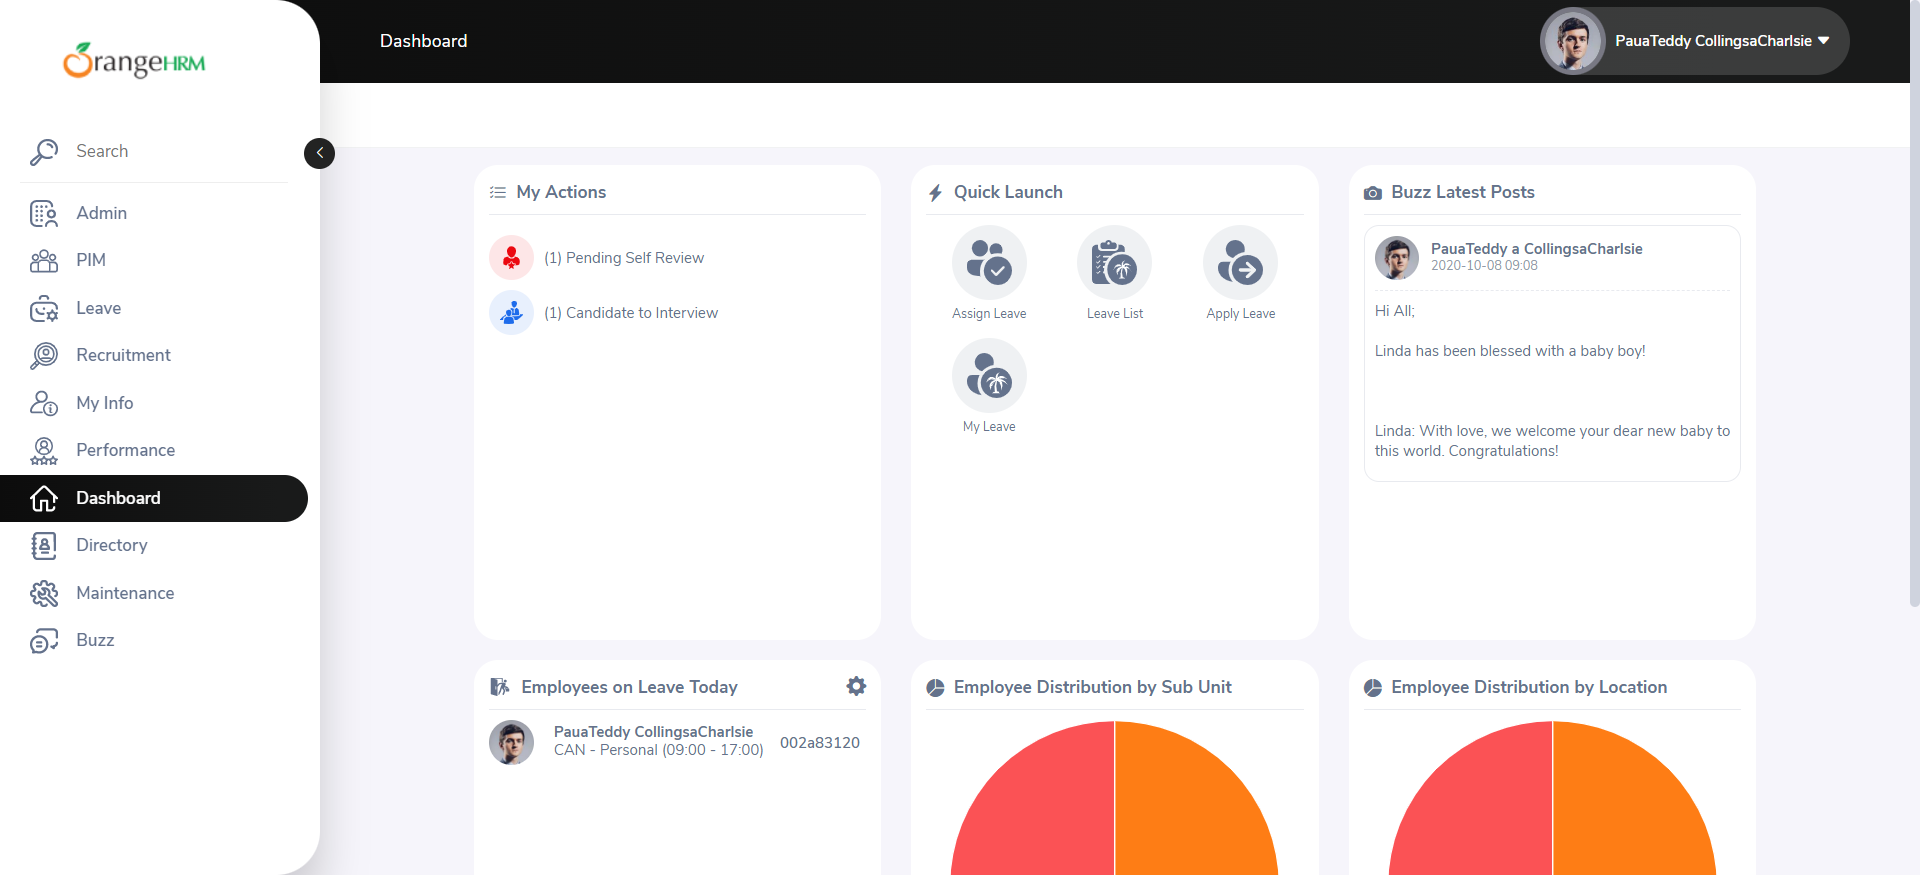 OrangeHRM
Search
Admin
PIM
Leave
Recruitment
My Info
Performance
Dashboard
Directory
Maintenance
Buzz
Dashboard
PauaTeddy CollingsaCharlsie
My Actions
(1) Pending Self Review
(1) Candidate to Interview
Quick Launch
Assign Leave
Leave List
Apply Leave
My Leave
Buzz Latest Posts
PauaTeddy a CollingsaCharlsie
2020-10-08 09:08
Hi All;
Linda has been blessed with a baby boy!
Linda: With love, we welcome your dear new baby to
this world. Congratulations!
Employees on Leave Today
PauaTeddy CollingsaCharlsie
CAN - Personal (09:00 - 17:00)
002a83120
Employee Distribution by Sub Unit
Employee Distribution by Location